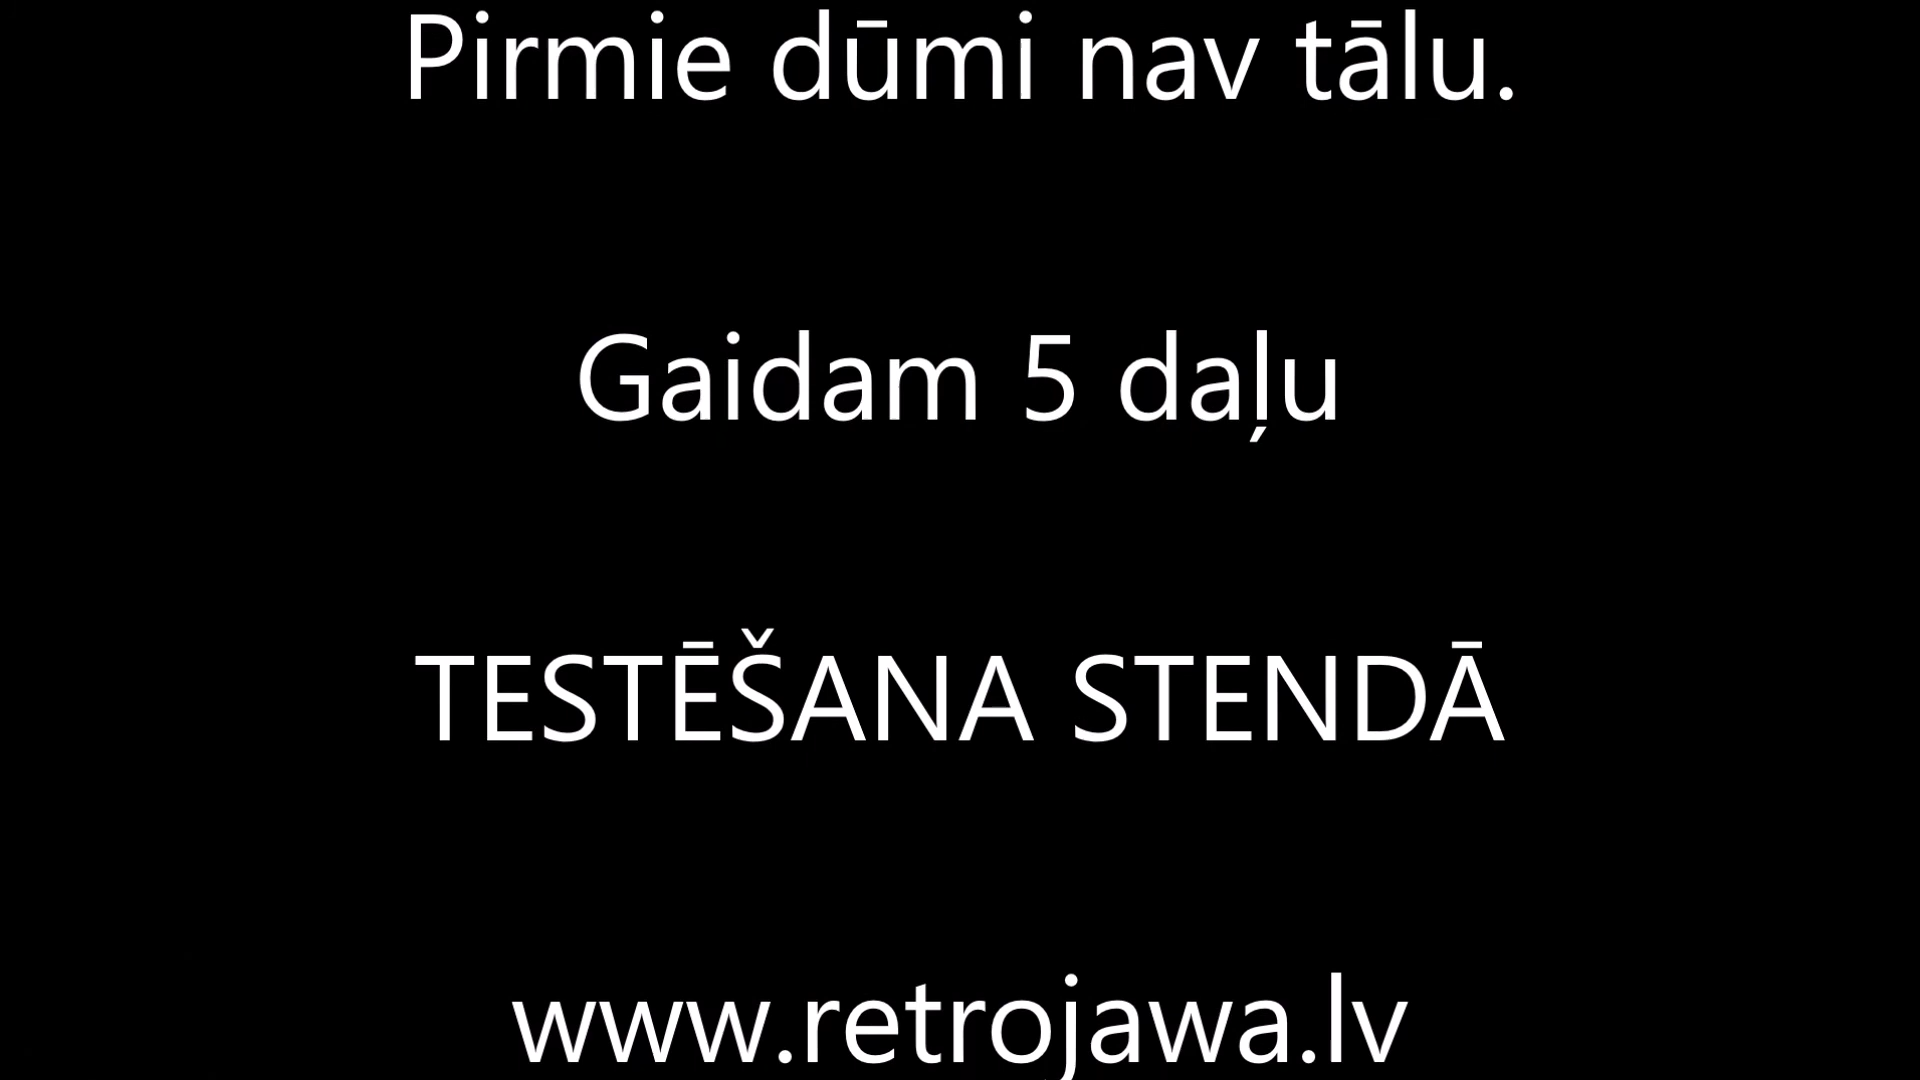 Pirmie dūmi nav tālu.
Gaidam 5 daļu
TESTĒŠANA STENDĀ
www.retrojawa.lv